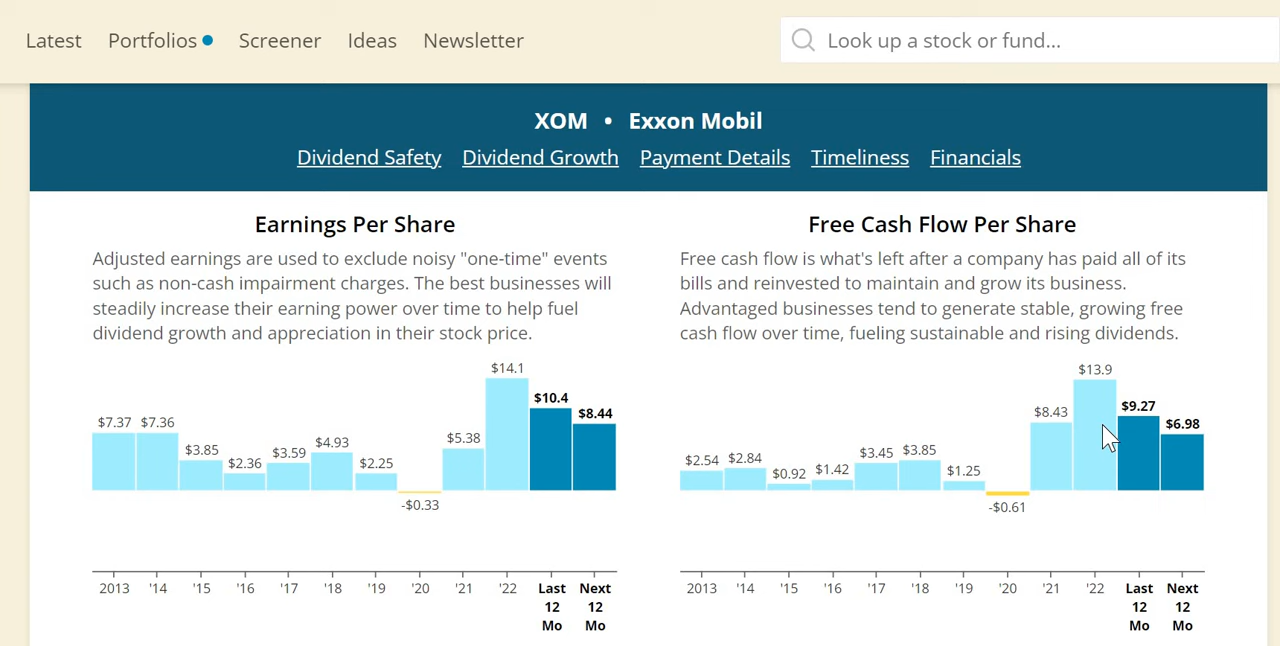 Latest Portfolios Screener Ideas Newsletter Look up a stock or fund...
XOM • Exxon Mobil
Dividend Safety Dividend Growth Payment Details Timeliness Financials
Earnings Per Share
Adjusted earnings are used to exclude noisy "one-time" events
such as non-cash impairment charges. The best businesses will
steadily increase their earning power over time to help fuel
dividend growth and appreciation in their stock price.
$7.37 $7.36 $3.85 $2.36 $3.59 $4.93 $2.25 -$0.33 $5.38 $14.1 $10.4 $8.44
2013 '14 '15 '16 '17 '18 '19 '20 '21 '22 Last Next
12 12
Mo Mo
Free Cash Flow Per Share
Free cash flow is what's left after a company has paid all of its
bills and reinvested to maintain and grow its business.
Advantaged businesses tend to generate stable, growing free
cash flow over time, fueling sustainable and rising dividends.
$2.54 $2.84 $0.92 $1.42 $3.45 $3.85 $1.25 -$0.61 $8.43 $13.9 $9.27 $6.98
2013 '14 '15 '16 '17 '18 '19 '20 '21 '22 Last Next
12 12
Mo Mo